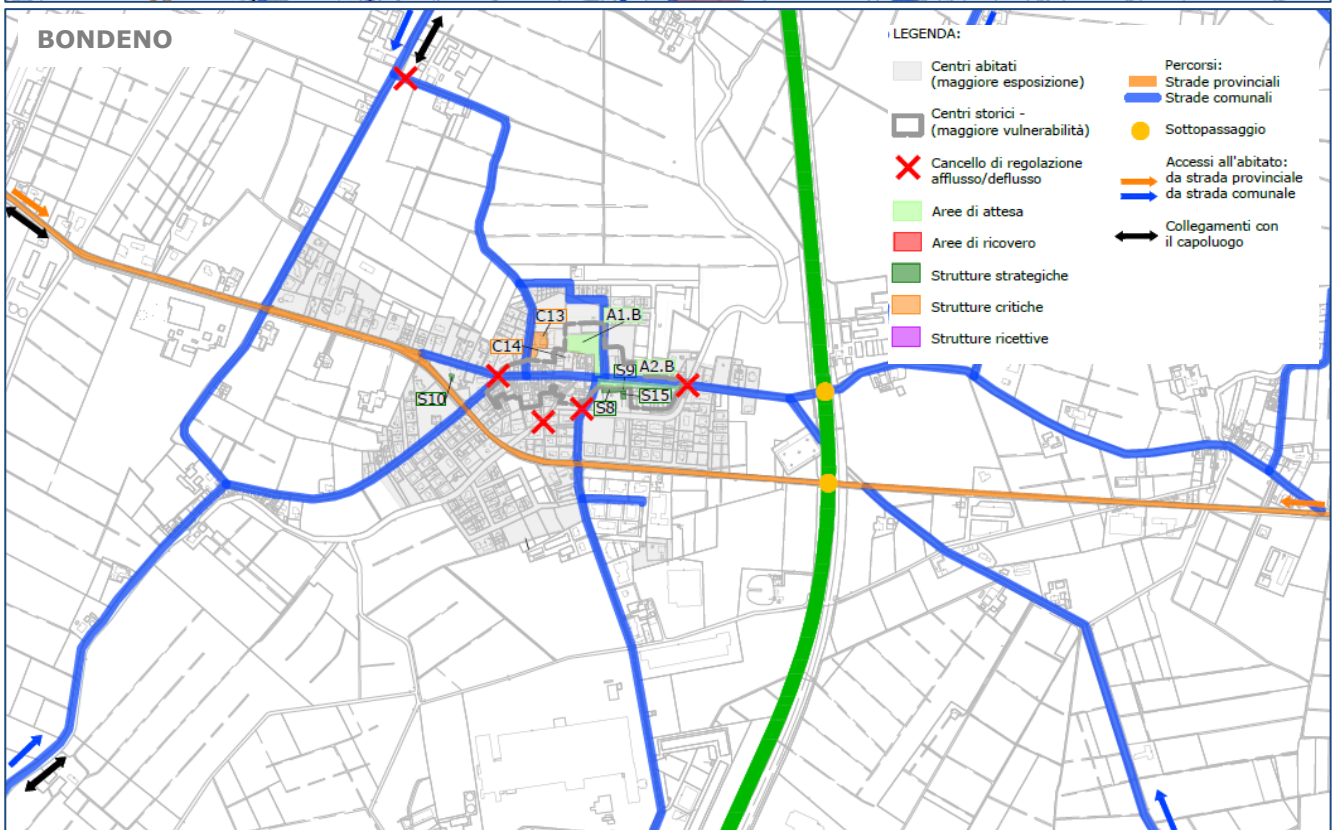 BONDENO
LEGENDA:
Centri abitati
(maggiore esposizione)
Centri storici -
(maggiore vulnerabilità)
Cancello di regolazione
afflusso/deflusso
Aree di attesa
Aree di ricovero
Strutture strategiche
Strutture critiche
Strutture ricettive
Percorsi:
Strade provinciali
Strade comunali
Sottopassaggio
Accessi all'abitato:
da strada provinciale
da strada comunale
Collegamenti con
il capoluogo
C13
A1.B
C14
S9
A2.B
S10
S15
S8